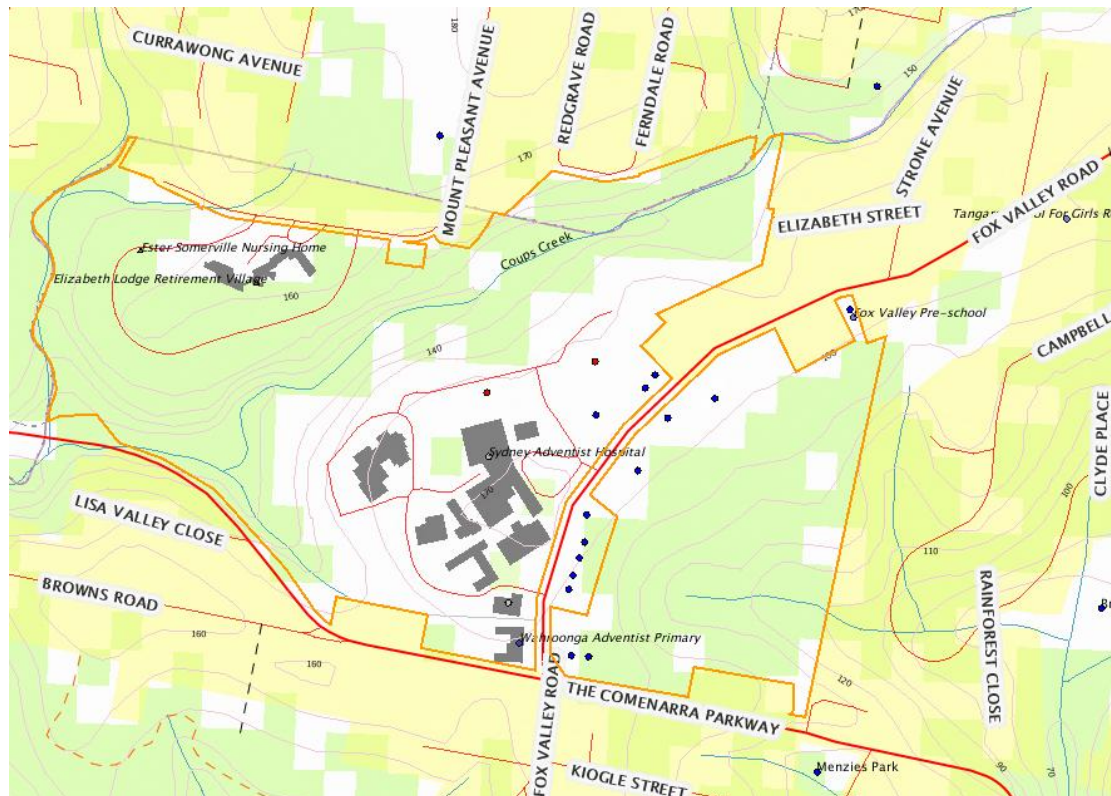 180
CURRAWONG AVENUE
MOUNT PLEASANT AVENUE
REDGRAVE ROAD
FERNDALE ROAD
150
STRONE AVENUE
170
ELIZABETH STREET
FOX VALLEY ROAD
Coups Creek
Ester Somerville Nursing Home
Elizabeth Lodge Retirement Village
160
Fox Valley Pre-school
CAMPBELL
140
CLYDE PLACE
Sydney Adventist Hospital
170
100
LISA VALLEY CLOSE
110
BROWNS ROAD
RAINFOREST CLOSE
160
Wahroonga Adventist Primary
160
FOX VALLEY ROAD
THE COMENARRA PARKWAY
120
KIOGLE STREET
Menzies Park
90
70